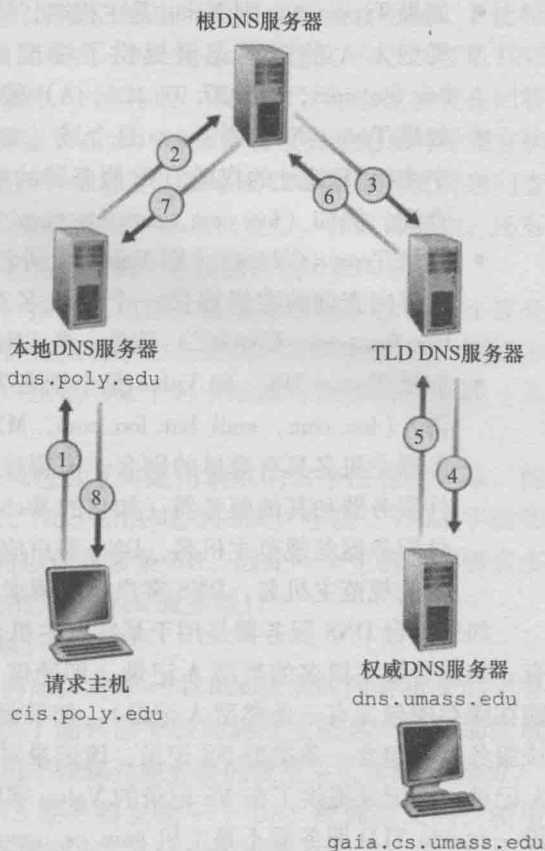 根DNS服务器
2
7
6
3
本地DNS服务器
dns.poly.edu
TLD DNS服务器
1
8
5
4
请求主机
cis.poly.edu
权威DNS服务器
dns.umass.edu
gaia.cs.umass.edu